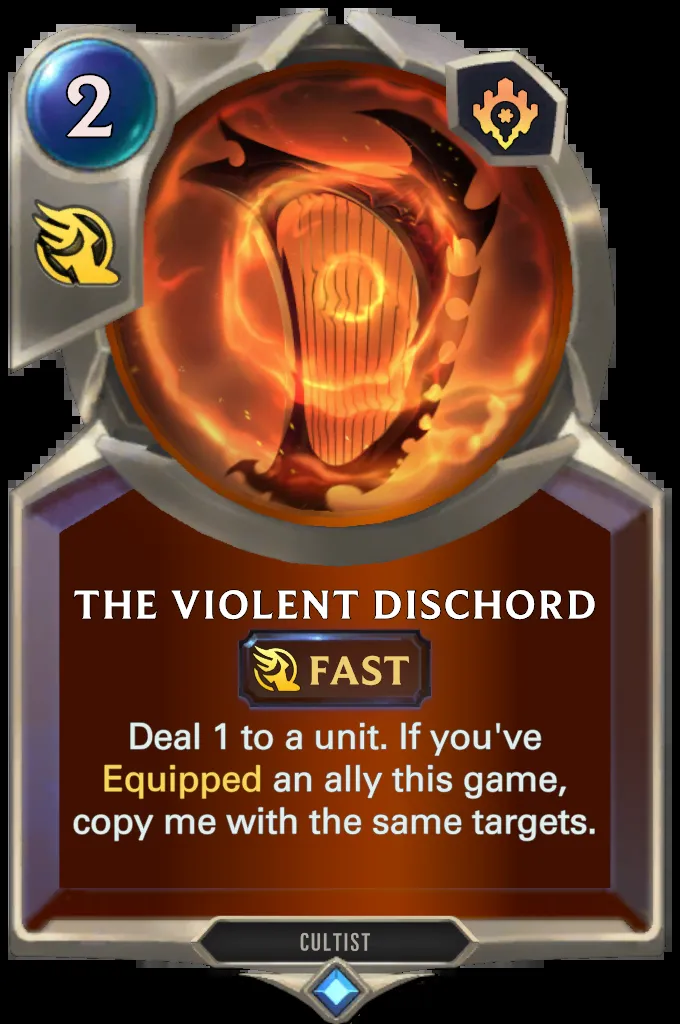 2
THE VIOLENT DISCHORD
FAST
Deal 1 to a unit. If you've
Equipped an ally this game,
copy me with the same targets.
CULTIST